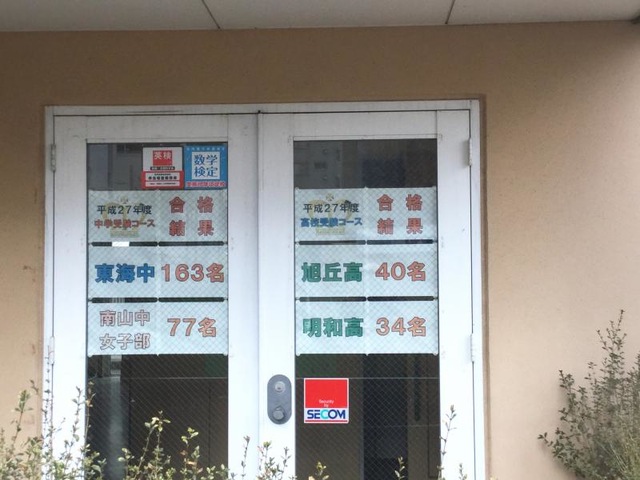 英検
数学
検定
平成27年度
中学受験コース
合格
結果
東海中 163名
南山中
女子部
77名
平成27年度
高校受験コース
合格
結果
旭丘高 40名
明和高 34名
Security
by
SECOM